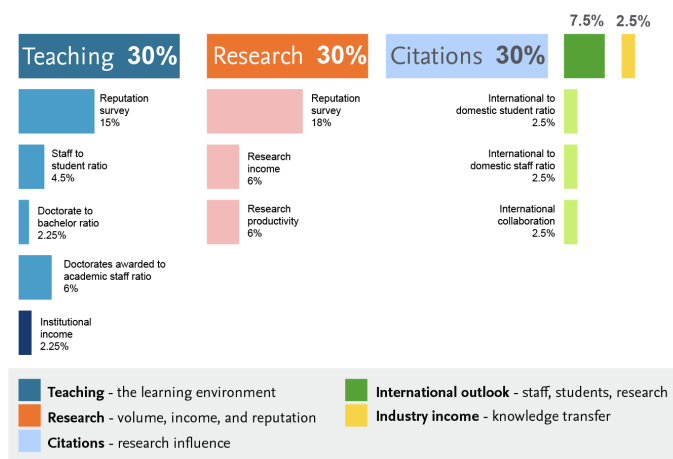 7.5% 2.5%
Teaching 30%
Research 30%
Citations 30%
Reputation
survey
15%
Staff to
student ratio
4.5%
Doctorate to
bachelor ratio
2.25%
Doctorates awarded to
academic staff ratio
6%
Institutional
income
2.25%
Reputation
survey
18%
Research
income
6%
Research
productivity
6%
International to
domestic student ratio
2.5%
International to
domestic staff ratio
2.5%
International
collaboration
2.5%
Teaching - the learning environment
Research - volume, income, and reputation
Citations - research influence
International outlook - staff, students, research
Industry income - knowledge transfer